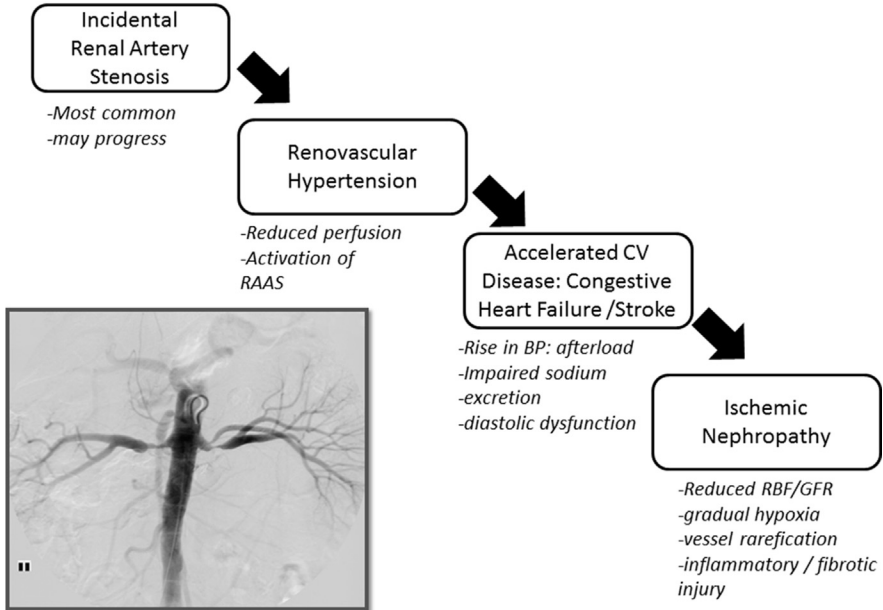 Incidental
Renal Artery
Stenosis
-Most common
-may progress
Renovascular
Hypertension
-Reduced perfusion
-Activation of
RAAS
Accelerated CV
Disease: Congestive
Heart Failure /Stroke
-Rise in BP: afterload
-Impaired sodium
-excretion
-diastolic dysfunction
Ischemic
Nephropathy
-Reduced RBF/GFR
-gradual hypoxia
-vessel rarefication
-inflammatory / fibrotic
injury